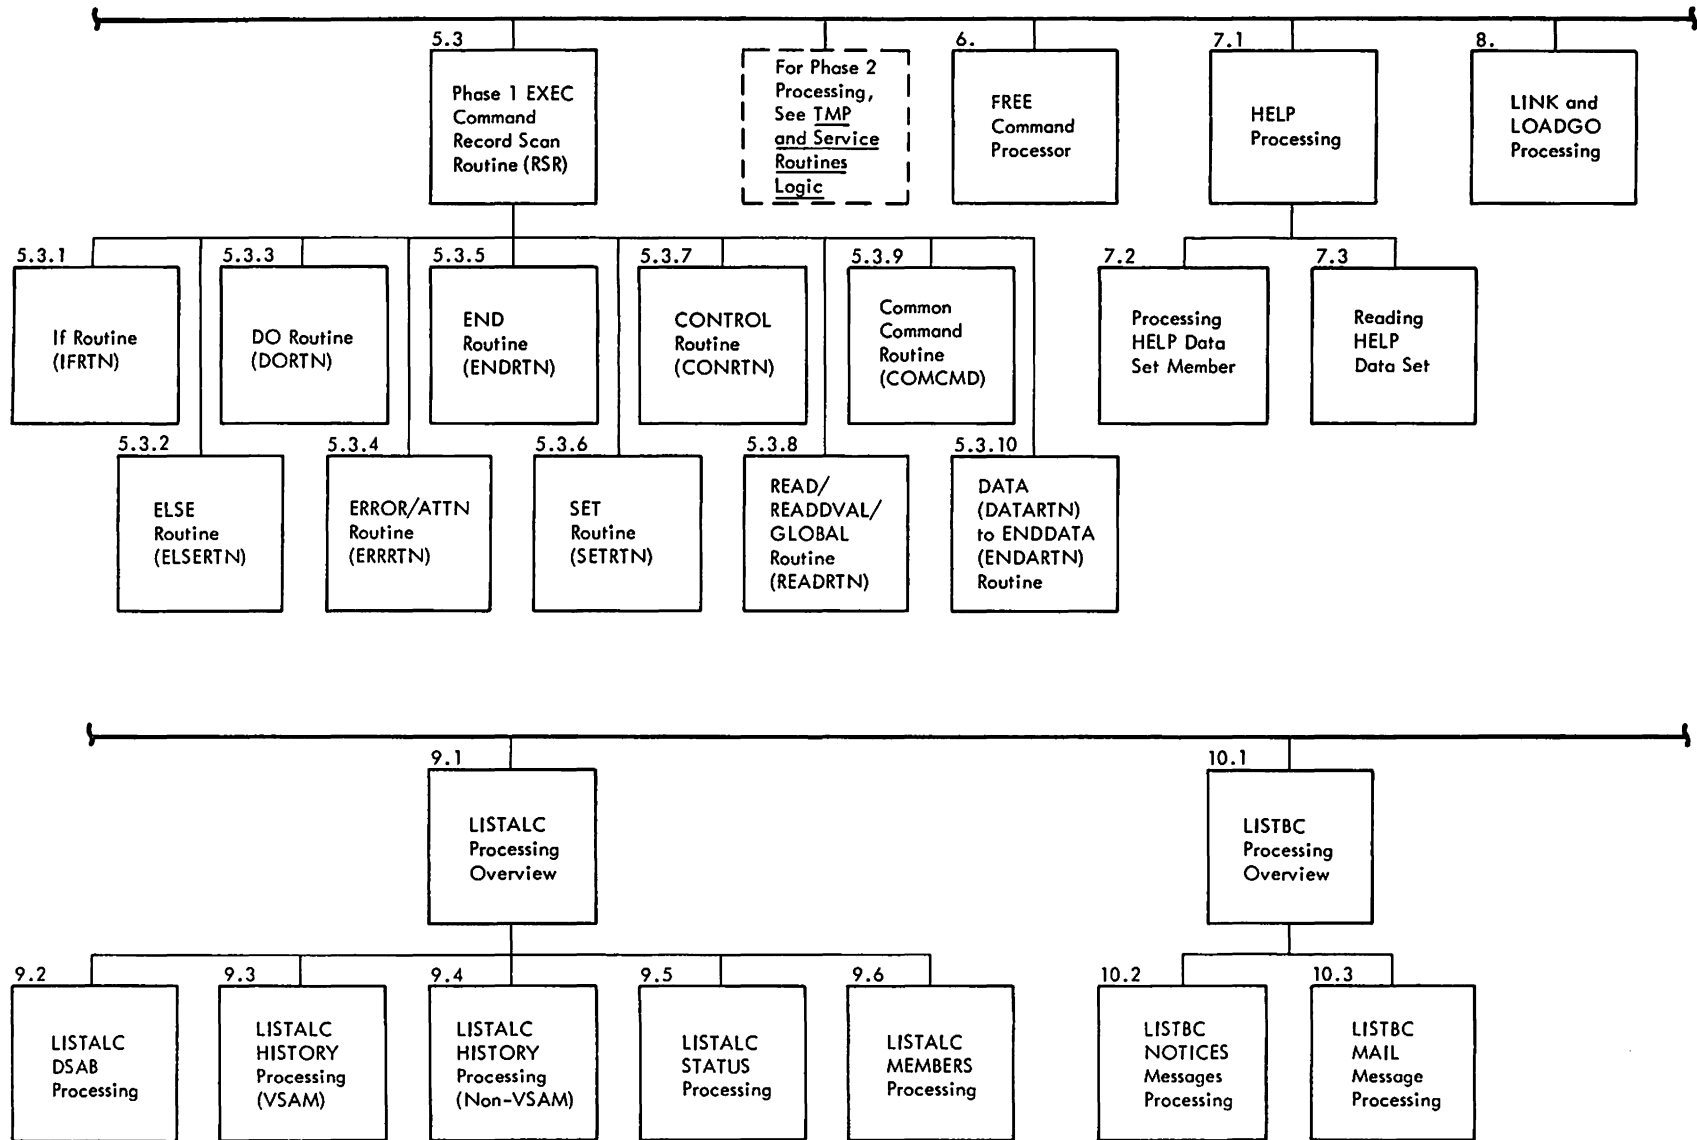 5.3
Phase 1 EXEC
Command
Record Scan
Routine (RSR)
For Phase 2
Processing,
See TMP
and Service
Routines
Logic
6.
FREE
Command
Processor
7.1
HELP
Processing
8.
LINK and
LOADGO
Processing
5.3.1
If Routine
(IFRTN)
5.3.3
DO Routine
(DORTN)
5.3.5
END
Routine
(ENDRTN)
5.3.7
CONTROL
Routine
(CONRTN)
5.3.9
Common
Command
Routine
(COMCMD)
7.2
Processing
HELP Data
Set Member
7.3
Reading
HELP
Data Set
5.3.2
ELSE
Routine
(ELSERTN)
5.3.4
ERROR/ATTN
Routine
(ERRRTN)
5.3.6
SET
Routine
(SETRTN)
5.3.8
READ/
READDVAL/
GLOBAL
Routine
(READRTN)
5.3.10
DATA
(DATARTN)
to ENDDATA
(ENDARTN)
Routine
9.1
LISTALC
Processing
Overview
10.1
LISTBC
Processing
Overview
9.2
LISTALC
DSAB
Processing
9.3
LISTALC
HISTORY
Processing
(VSAM)
9.4
LISTALC
HISTORY
Processing
(Non-VSAM)
9.5
LISTALC
STATUS
Processing
9.6
LISTALC
MEMBERS
Processing
10.2
LISTBC
NOTICES
Messages
Processing
10.3
LISTBC
MAIL
Message
Processing